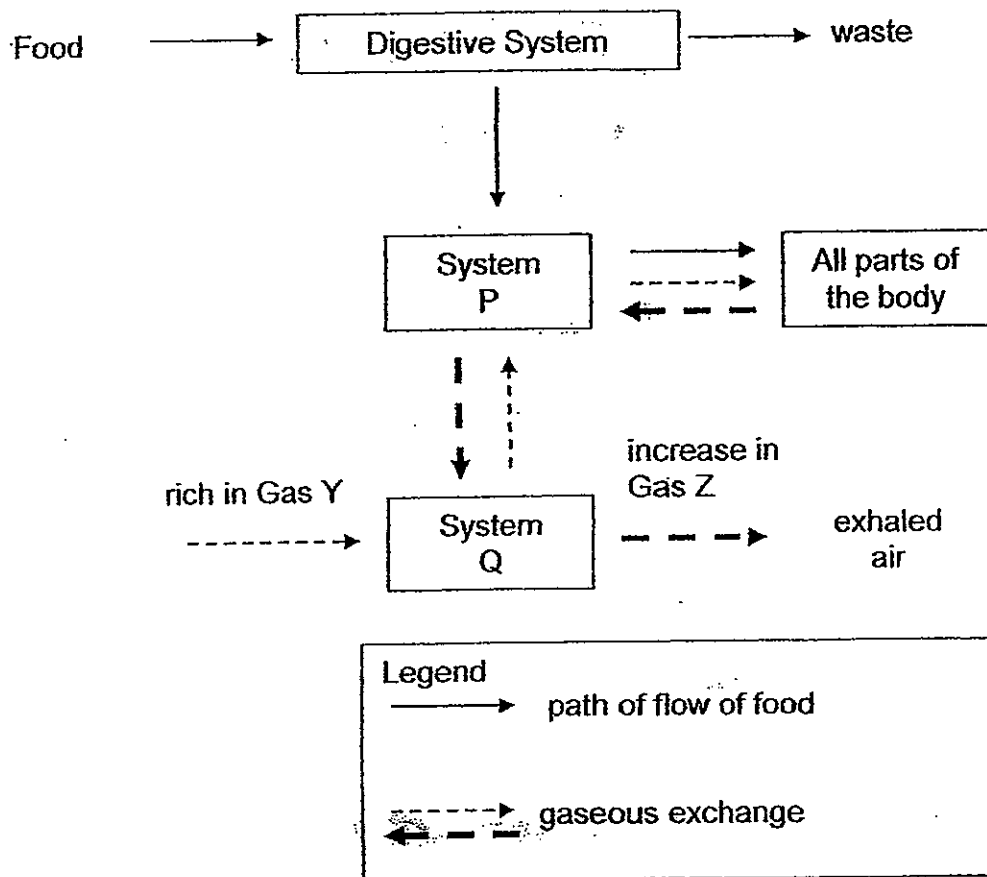 Food
Digestive System
waste
System
P
All parts of
the body
rich in Gas Y
increase in
Gas Z
System
Q
exhaled
air
Legend
path of flow of food
gaseous exchange